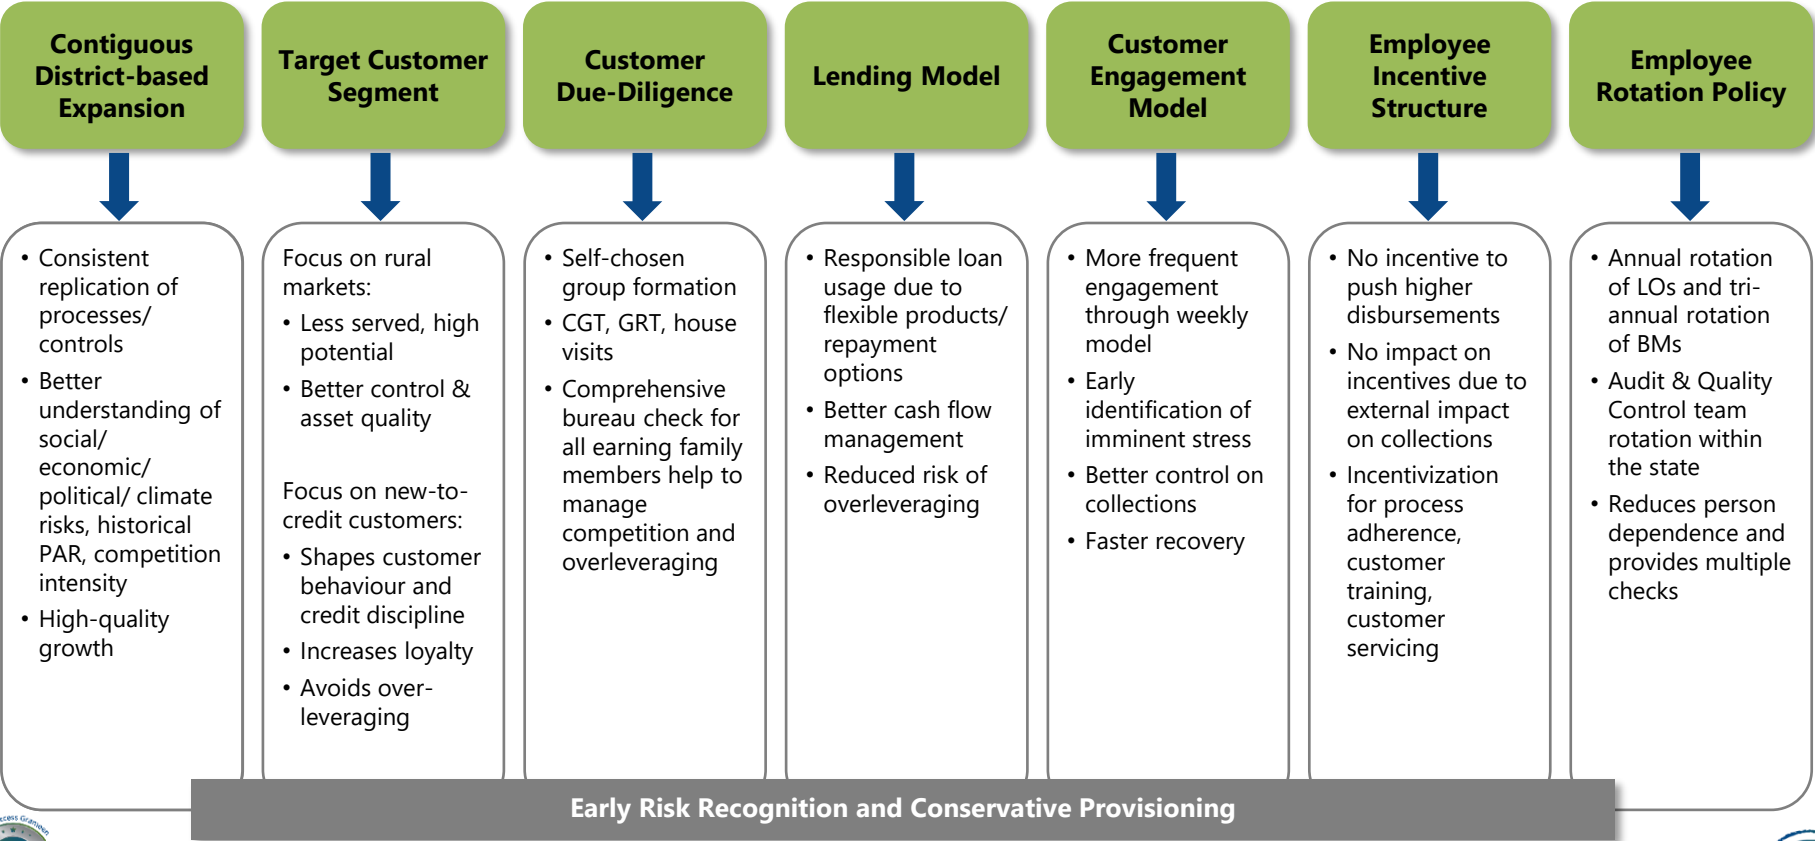 Contiguous
District-based
Expansion
• Consistent
replication of
processes/
controls
• Better
understanding of
social/
economic/
political/ climate
risks, historical
PAR, competition
intensity
• High-quality
growth
Target Customer
Segment
Focus on rural
markets:
• Less served, high
potential
• Better control &
asset quality
Focus on new-to-
credit customers:
• Shapes customer
behaviour and
credit discipline
• Increases loyalty
• Avoids over-
leveraging
Customer
Due-Diligence
• Self-chosen
group formation
• CGT, GRT, house
visits
• Comprehensive
bureau check for
all earning family
members help to
manage
competition and
overleveraging
Lending Model
• Responsible loan
usage due to
flexible products/
repayment
options
• Better cash flow
management
• Reduced risk of
overleveraging
Customer
Engagement
Model
• More frequent
engagement
through weekly
model
• Early
identification of
imminent stress
• Better control on
collections
• Faster recovery
Employee
Incentive
Structure
• No incentive to
push higher
disbursements
• No impact on
incentives due to
external impact
on collections
• Incentivization
for process
adherence,
customer
training,
customer
servicing
Employee
Rotation Policy
• Annual rotation
of LOs and tri-
annual rotation
of BMs
• Audit & Quality
Control team
rotation within
the state
• Reduces person
dependence and
provides multiple
checks
Early Risk Recognition and Conservative Provisioning
Grameen